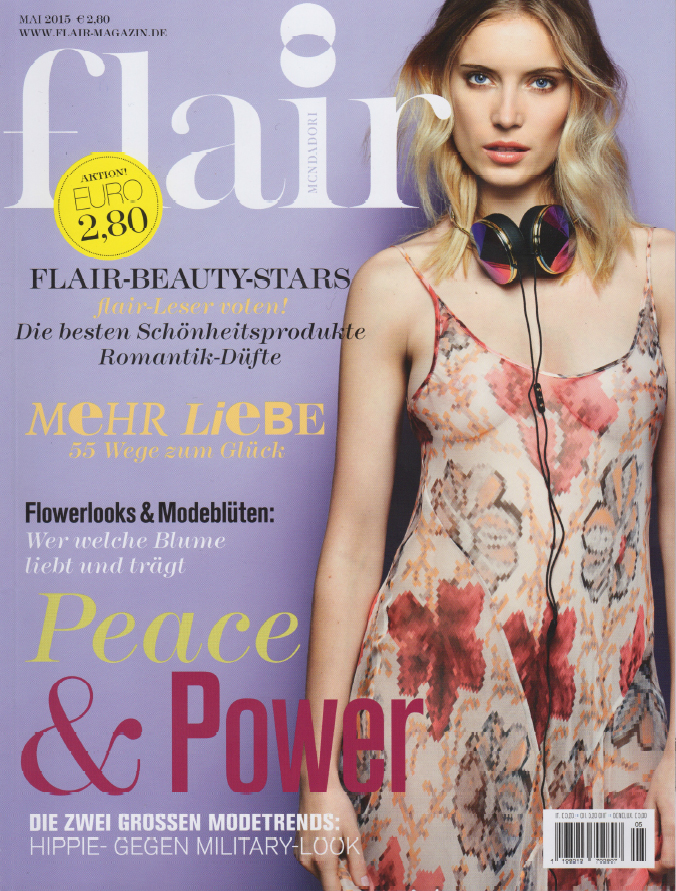 MAI 2015 € 2,80
WWW.FLAIR-MAGAZIN.DE
flair
MONDADORI
AKTION!
EURO
2,80
FLAIR-BEAUTY-STARS
flair-Leser voten!
Die besten Schönheitsprodukte
Romantik-Düfte
MeHR LieBE
55 Wege zum Glück
Flowerlooks & Modeblüten:
Wer welche Blume
liebt und trägt
Peace
& Power
DIE ZWEI GROSSEN MODETRENDS:
HIPPIE- GEGEN MILITARY-LOOK
05